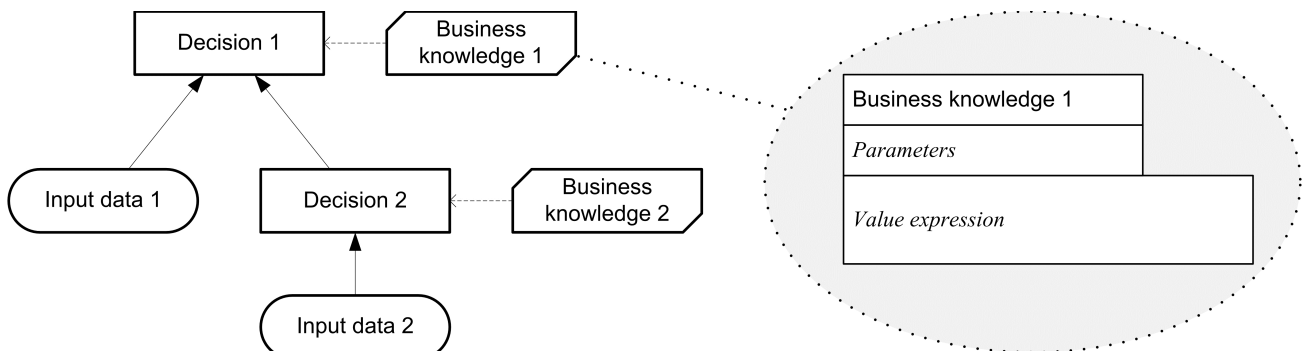 Decision 1
Business
knowledge 1
Business knowledge 1
Parameters
Value expression
Input data 1
Decision 2
Business
knowledge 2
Input data 2